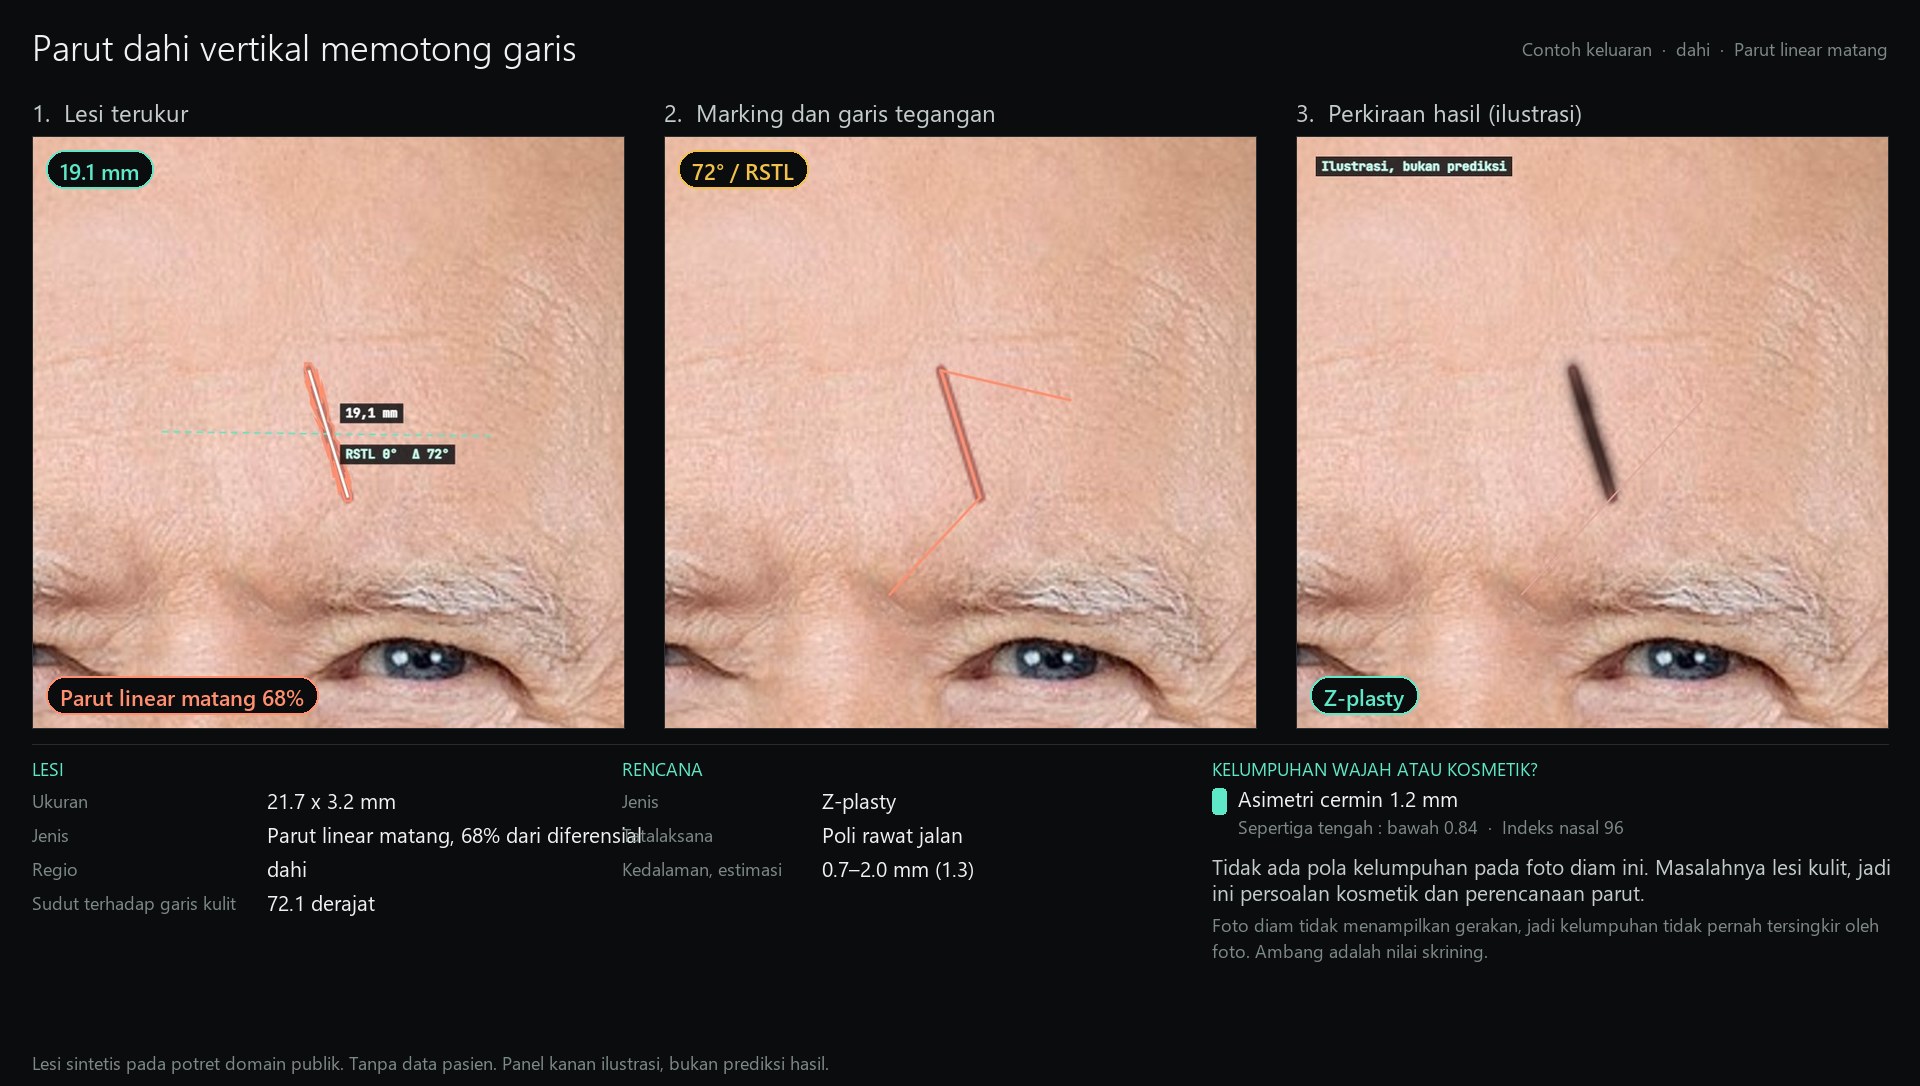 Parut dahi vertikal memotong garis
Contoh keluaran · dahi · Parut linear matang
1. Lesi terukur
2. Marking dan garis tegangan
3. Perkiraan hasil (ilustrasi)
19.1 mm
19,1 mm
RSTL 0° Δ 72°
Parut linear matang 68%
72° / RSTL
Ilustrasi, bukan prediksi
Z-plasty
LESI
Ukuran 21.7 x 3.2 mm
Jenis Parut linear matang, 68% dari diferensial
Regio dahi
Sudut terhadap garis kulit 72.1 derajat
RENCANA
Jenis Z-plasty
Tatalaksana Poli rawat jalan
Kedalaman, estimasi 0.7–2.0 mm (1.3)
KELUMPUHAN WAJAH ATAU KOSMETIK?
Asimetri cermin 1.2 mm
Sepertiga tengah : bawah 0.84 · Indeks nasal 96
Tidak ada pola kelumpuhan pada foto diam ini. Masalahnya lesi kulit, jadi
ini persoalan kosmetik dan perencanaan parut.
Foto diam tidak menampilkan gerakan, jadi kelumpuhan tidak pernah tersingkir oleh
foto. Ambang adalah nilai skrining.
Lesi sintetis pada potret domain publik. Tanpa data pasien. Panel kanan ilustrasi, bukan prediksi hasil.